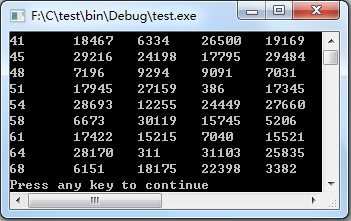 F:\C\test\bin\Debug\test.exe
41 18467 6334 26500 19169
45 29216 24198 17795 29484
48 7196 9294 9091 7031
51 17945 27159 386 17345
54 28693 12255 24449 27660
58 6673 30119 15745 5206
61 17422 15215 7040 15521
64 28170 311 31103 25835
68 6151 18175 22398 3382
Press any key to continue